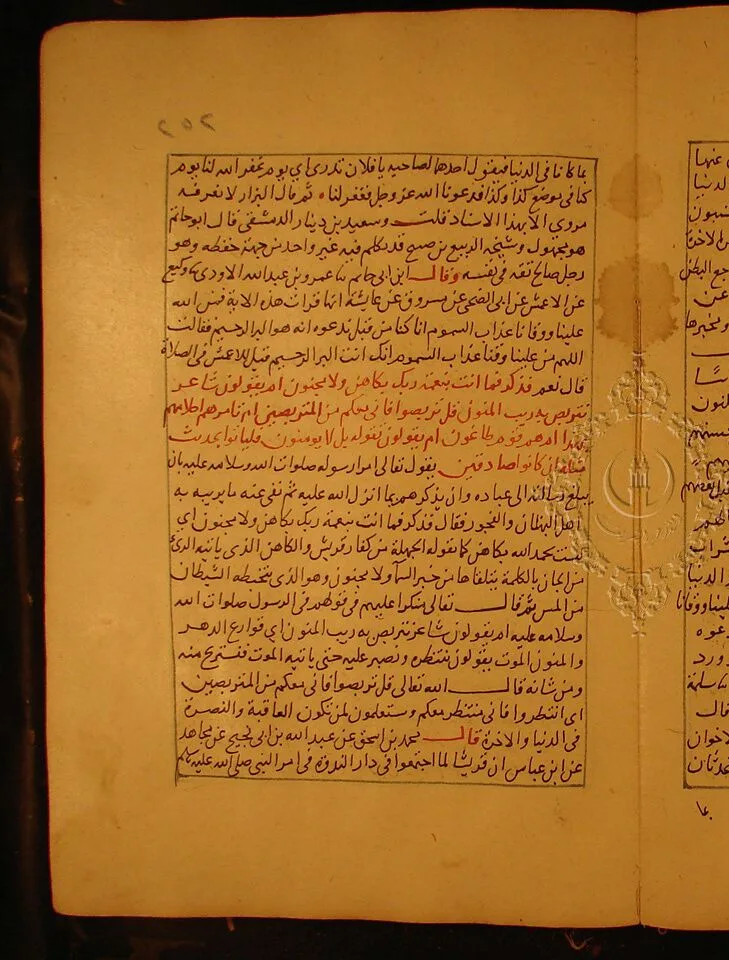 ٢٥٢
بما كانا في الدنيا فيقول احدهما لصاحبه يا فلان تدري اي يوم غفر الله لنا يوم
كنا في موضع كذا وكذا فدعونا الله عز وجل فغفر لنا ثم قال البزار لا نعرفه
مروي الا بهذا الاسناد قلت وسعيد بن دينار الدمشقي قال ابو حاتم
هو مجهول وشيخه الربيع بن صبيح قد تكلم فيه غير واحد من جهة حفظه وهو
رجل صالح ثقة في نفسه وقال ابن ابي حاتم ثنا عمرو بن عبد الله الاودي ثنا وكيع
عن الاعمش عن ابي الضحى عن مسروق عن عائشة انها قرات هذه الاية فمن الله
علينا ووقانا عذاب السموم انا كنا من قبل ندعوه انه هو البر الرحيم فقالت
اللهم من علينا وقنا عذاب السموم انك انت البر الرحيم قيل للاعمش في الصلاة
قال نعم فذكر فما انت بنعمة ربك بكاهن ولا مجنون ام يقولون شاعر
نتربص به ريب المنون قل تربصوا فاني معكم من المتربصين ام تامرهم احلامهم
بهذا ام هم قوم طاغون ام يقولون تقوله بل لا يومنون فلياتوا بحديث
مثله ان كانوا صادقين يقول تعالى امرا رسوله صلوات الله وسلامه عليه بان
يبلغ رسالته الى عباده وان يذكرهم بما انزل الله عليه ثم نفى عنه ما يرميه به
اهل البهتان والفجور فقال فذكر فما انت بنعمة ربك بكاهن ولا مجنون اي
لست بحمد الله بكاهن كما تقوله الجهلة من كفار قريش والكاهن الذي ياتيه الرئي
من الجان بالكلمة يتلقاها من خبر السما ولا مجنون وهو الذي يتخبطه الشيطان
من المس ثم قال تعالى منكرا عليهم في قولهم في الرسول صلوات الله
وسلامه عليه ام يقولون شاعر نتربص به ريب المنون اي قوارع الدهر
والمنون الموت يقولون ننتظره ونصبر عليه حتى ياتيه الموت فنستريح منه
ومن شانه قال الله تعالى قل تربصوا فاني معكم من المتربصين
اي انتظروا فاني منتظر معكم وستعلمون لمن تكون العاقبة والنصرة
في الدنيا والاخرة قال محمد بن اسحق عن عبد الله بن ابي نجيح عن مجاهد
عن ابن عباس ان قريشا لما اجتمعوا في دار الندوة في امر النبي صلى الله عليه وسلم